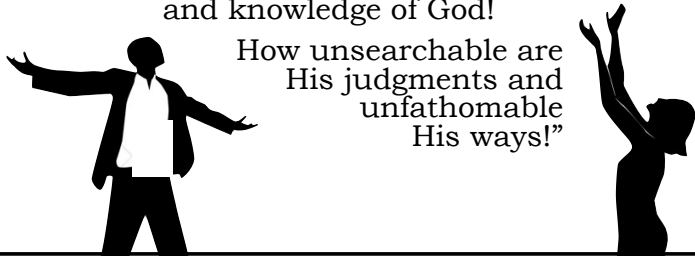 and knowledge of God!
How unsearchable are
His judgments and
unfathomable
His ways!”